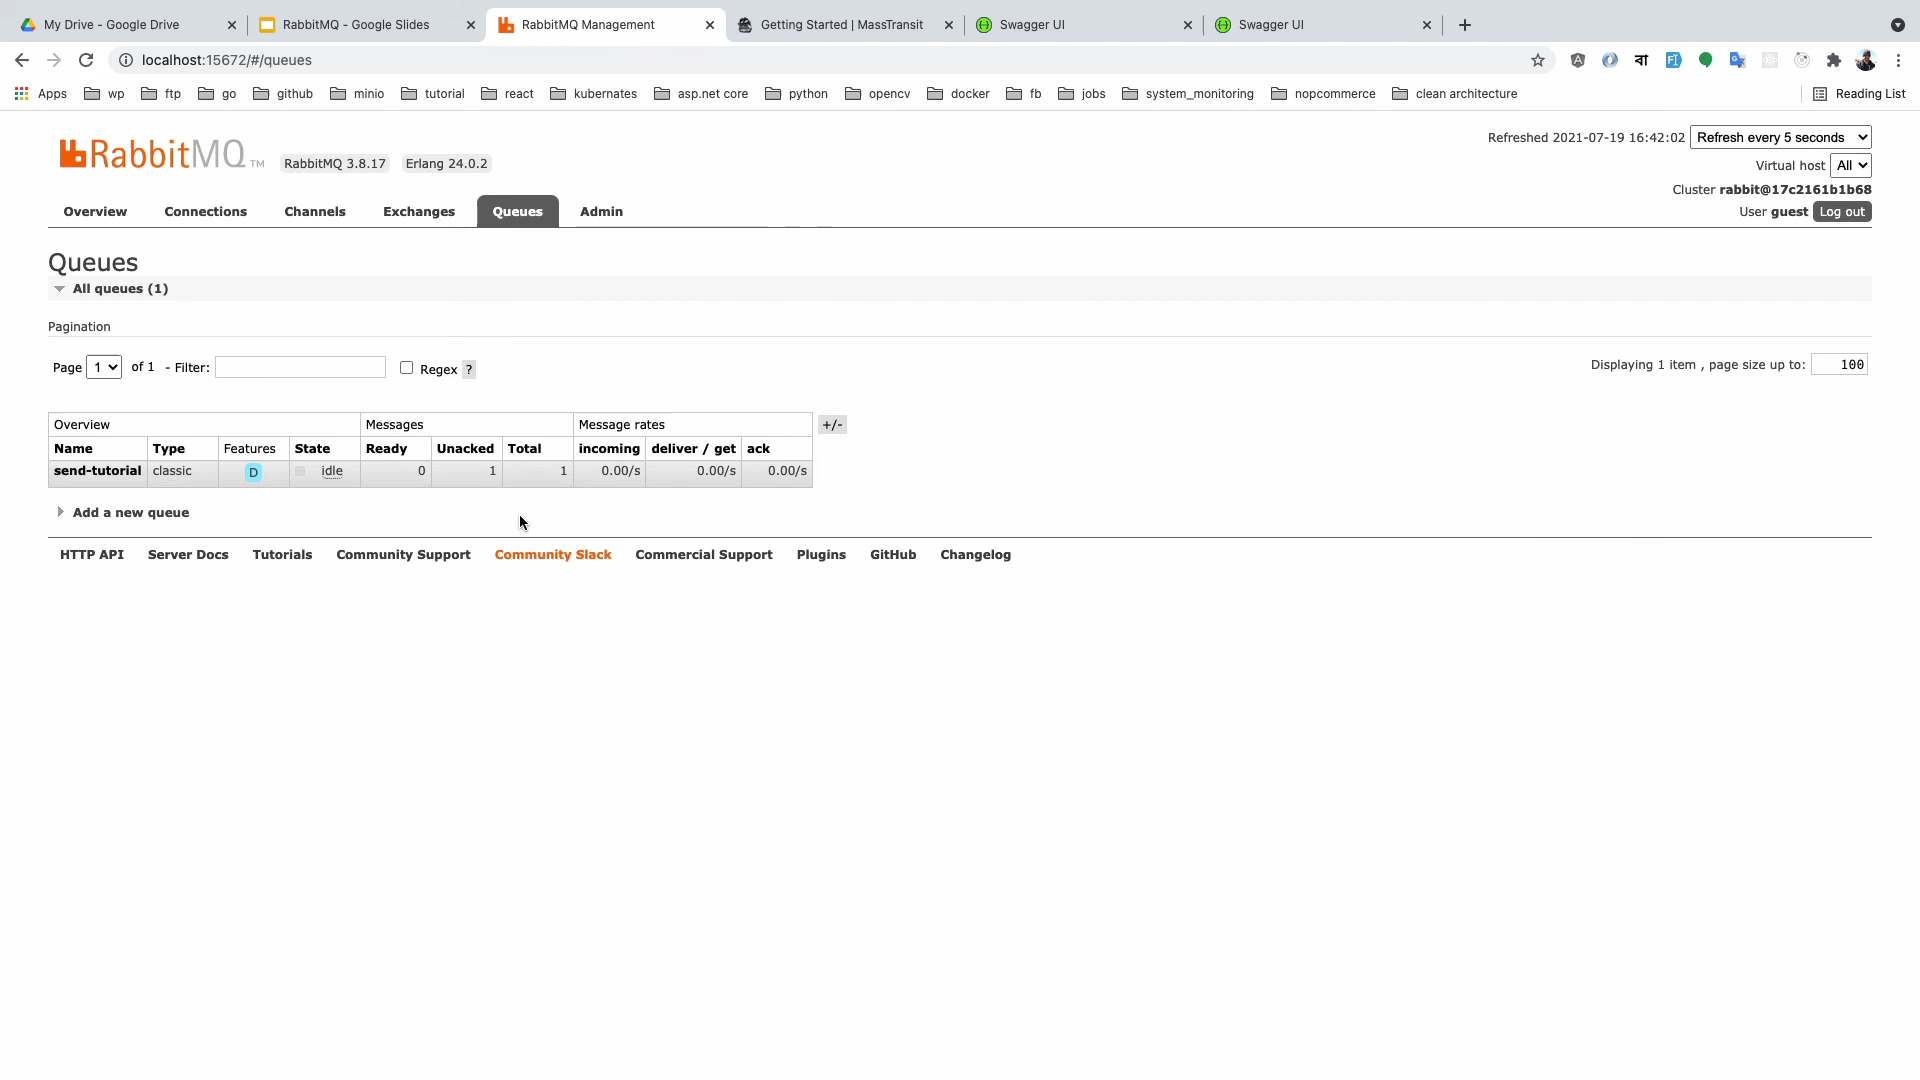 My Drive - Google Drive
RabbitMQ - Google Slides
RabbitMQ Management
Getting Started | MassTransit
Swagger UI
Swagger UI
localhost:15672/#/queues
Apps wp ftp go github minio tutorial react kubernates asp.net core python opencv docker fb jobs system_monitoring nopcommerce clean architecture Reading List
RabbitMQ TM RabbitMQ 3.8.17 Erlang 24.0.2
Refreshed 2021-07-19 16:42:02 Refresh every 5 seconds
Virtual host All
Cluster rabbit@17c2161b1b68
User guest Log out
Overview Connections Channels Exchanges Queues Admin
Queues
All queues (1)
Pagination
Page 1 of 1 - Filter: Regex ?
Displaying 1 item , page size up to: 100
Overview Messages Message rates +/-
Name Type Features State Ready Unacked Total incoming deliver / get ack
send-tutorial classic D idle 0 1 1 0.00/s 0.00/s 0.00/s
Add a new queue
HTTP API Server Docs Tutorials Community Support Community Slack Commercial Support Plugins GitHub Changelog